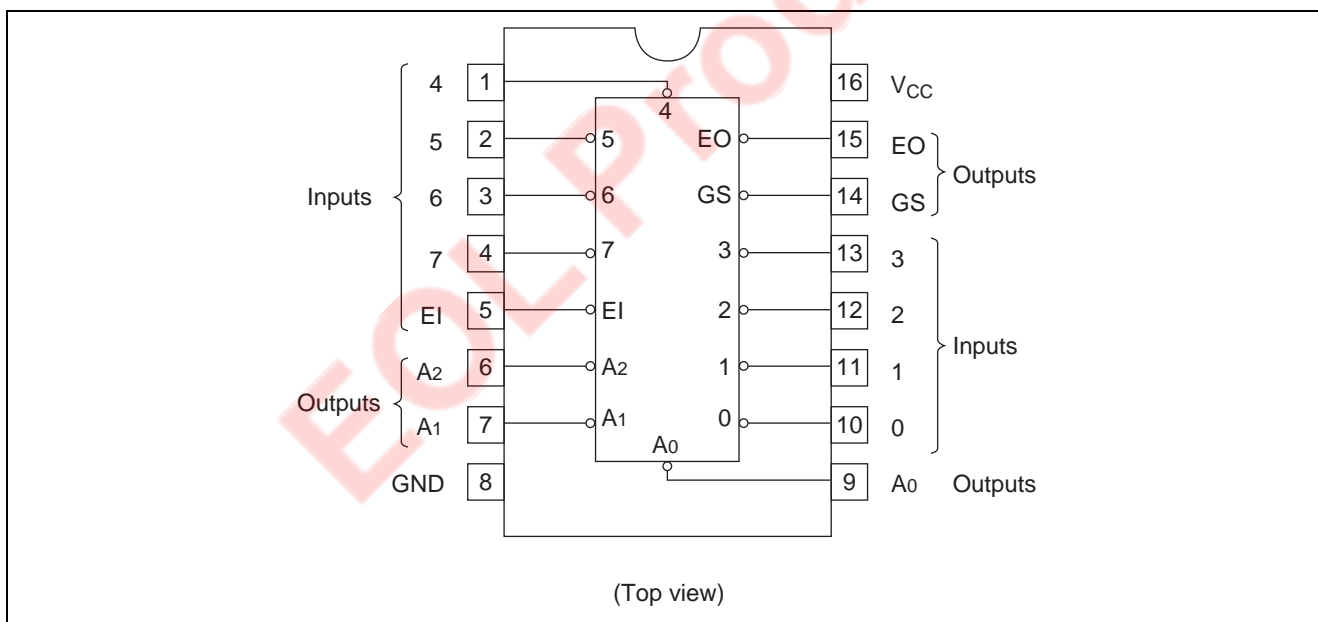 EOL Prod
4 1 4 16 VCC
5 2 5 EO 15 EO
Outputs
Inputs 6 3 6 GS 14 GS
7 4 7 3 13 3
EI 5 EI 2 12 2
Inputs
A2 6 A2 1 11 1
Outputs
A1 7 A1 0 10 0
A0
GND 8 9 A0 Outputs
(Top view)